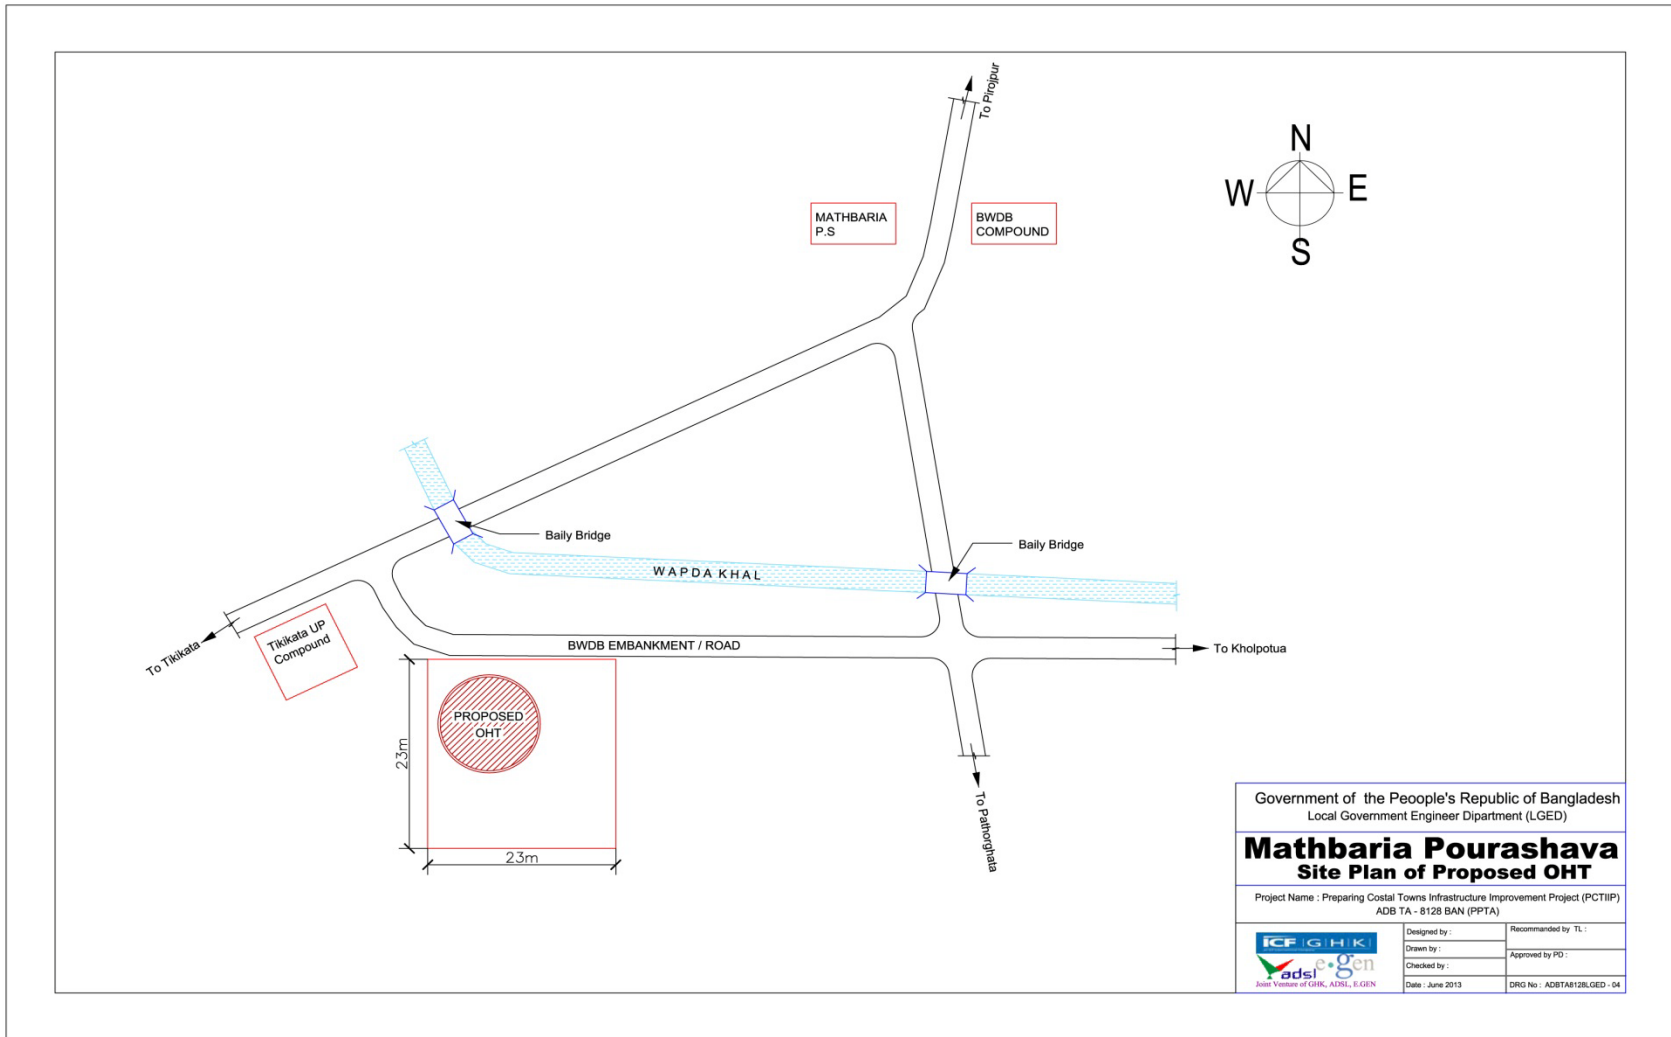 To Pirojpur
N
W
E
S
MATHBARIA
P.S
BWDB
COMPOUND
Baily Bridge
Baily Bridge
WAPDA KHAL
BWDB EMBANKMENT / ROAD
To Kholpotua
To Tikikata
Tikikata UP
Compound
PROPOSED
OHT
23m
23m
To Pathorghata
Government of the Peoople's Republic of Bangladesh
Local Government Engineer Dipartment (LGED)
Mathbaria Pourashava
Site Plan of Proposed OHT
Project Name : Preparing Costal Towns Infrastructure Improvement Project (PCTIIP)
ADB TA - 8128 BAN (PPTA)
ICF GHK
adsl e.gen
Joint Venture of GHK, ADSL, E.GEN
Designed by :
Drawn by :
Checked by :
Date : June 2013
Recommanded by TL :
Approved by PD :
DRG No : ADBTA8128LGED - 04